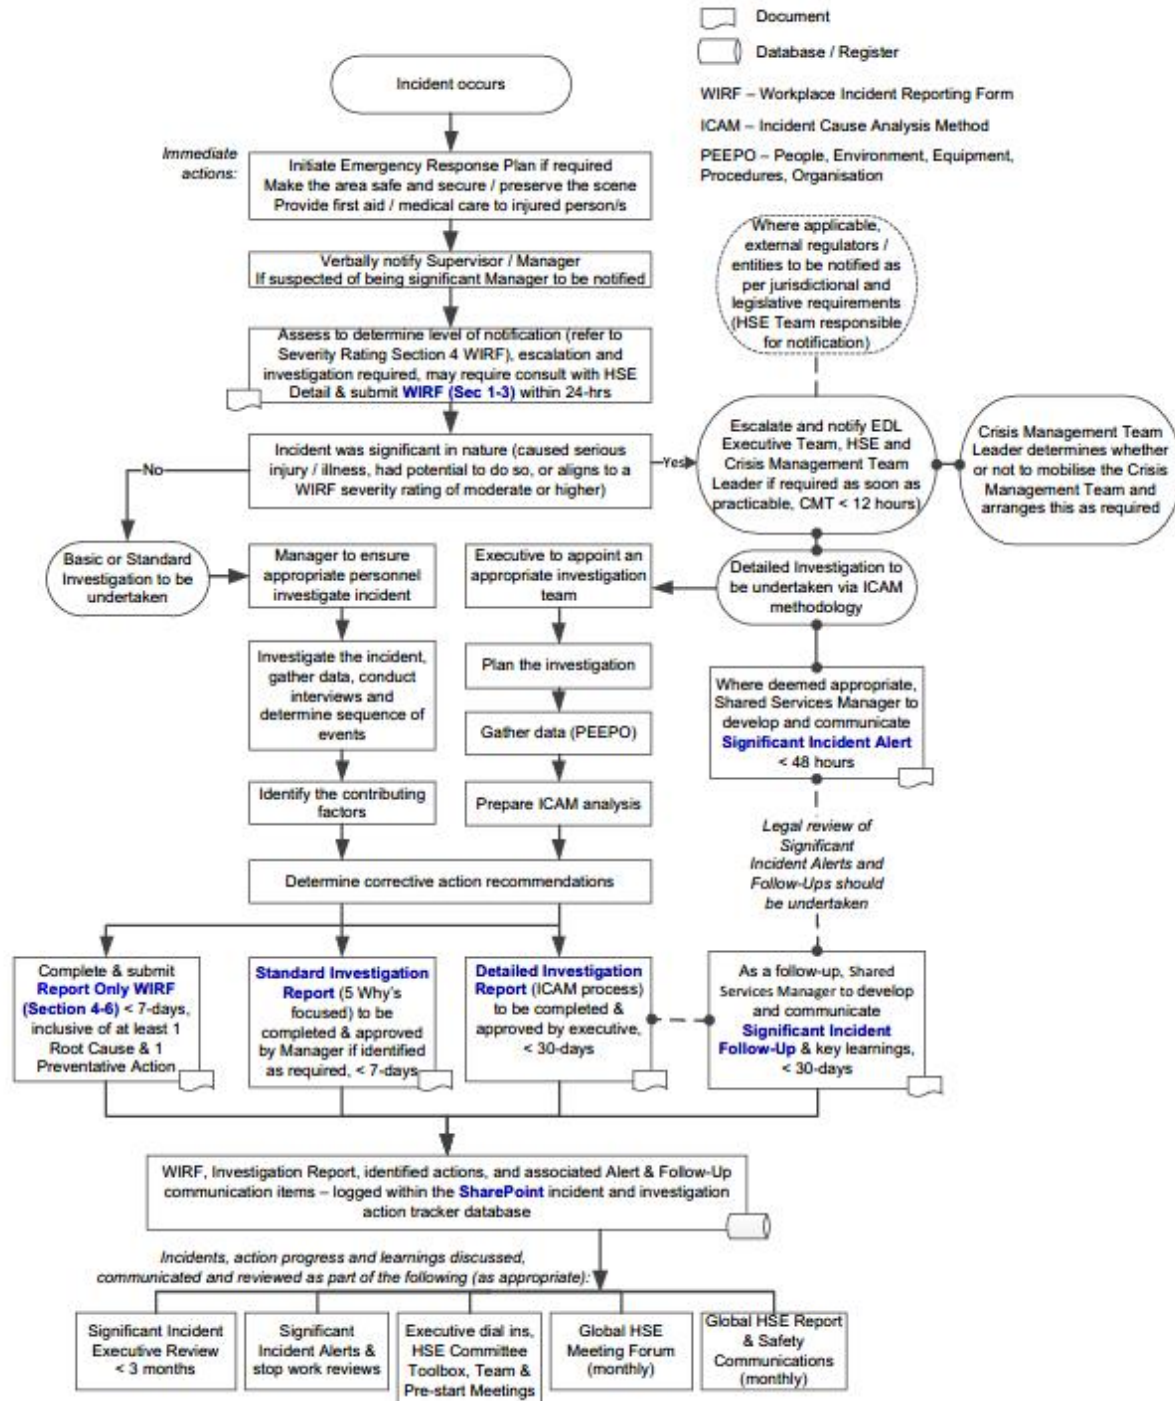 Document
Database / Register
WIRF – Workplace Incident Reporting Form
ICAM – Incident Cause Analysis Method
PEEPO – People, Environment, Equipment,
Procedures, Organisation
Incident occurs
Immediate
actions:
Initiate Emergency Response Plan if required
Make the area safe and secure / preserve the scene
Provide first aid / medical care to injured person/s
Verbally notify Supervisor / Manager
If suspected of being significant Manager to be notified
Where applicable,
external regulators /
entities to be notified as
per jurisdictional and
legislative requirements
(HSE Team responsible
for notification)
Assess to determine level of notification (refer to
Severity Rating Section 4 WIRF), escalation and
investigation required, may require consult with HSE
Detail & submit WIRF (Sec 1-3) within 24-hrs
Incident was significant in nature (caused serious
injury / illness, had potential to do so, or aligns to a
WIRF severity rating of moderate or higher)
No
Yes
Escalate and notify EDL
Executive Team, HSE and
Crisis Management Team
Leader if required as soon as
practicable, CMT < 12 hours)
Crisis Management Team
Leader determines whether
or not to mobilise the Crisis
Management Team and
arranges this as required
Basic or Standard
Investigation to be
undertaken
Manager to ensure
appropriate personnel
investigate incident
Executive to appoint an
appropriate investigation
team
Detailed Investigation to
be undertaken via ICAM
methodology
Investigate the incident,
gather data, conduct
interviews and
determine sequence of
events
Plan the investigation
Gather data (PEEPO)
Where deemed appropriate,
Shared Services Manager to
develop and communicate
Significant Incident Alert
< 48 hours
Identify the contributing
factors
Prepare ICAM analysis
Legal review of
Significant
Incident Alerts and
Follow-Ups should
be undertaken
Determine corrective action recommendations
Complete & submit
Report Only WIRF
(Section 4-6) < 7-days,
inclusive of at least 1
Root Cause & 1
Preventative Action
Standard Investigation
Report (5 Why's
focused) to be
completed & approved
by Manager if identified
as required, < 7-days
Detailed Investigation
Report (ICAM process)
to be completed &
approved by executive,
< 30-days
As a follow-up, Shared
Services Manager to develop
and communicate
Significant Incident
Follow-Up & key learnings,
< 30-days
WIRF, Investigation Report, identified actions, and associated Alert & Follow-Up
communication items – logged within the SharePoint incident and investigation
action tracker database
Incidents, action progress and learnings discussed,
communicated and reviewed as part of the following (as appropriate):
Significant Incident
Executive Review
< 3 months
Significant
Incident Alerts &
stop work reviews
Executive dial ins,
HSE Committee
Toolbox, Team &
Pre-start Meetings
Global HSE
Meeting Forum
(monthly)
Global HSE Report
& Safety
Communications
(monthly)